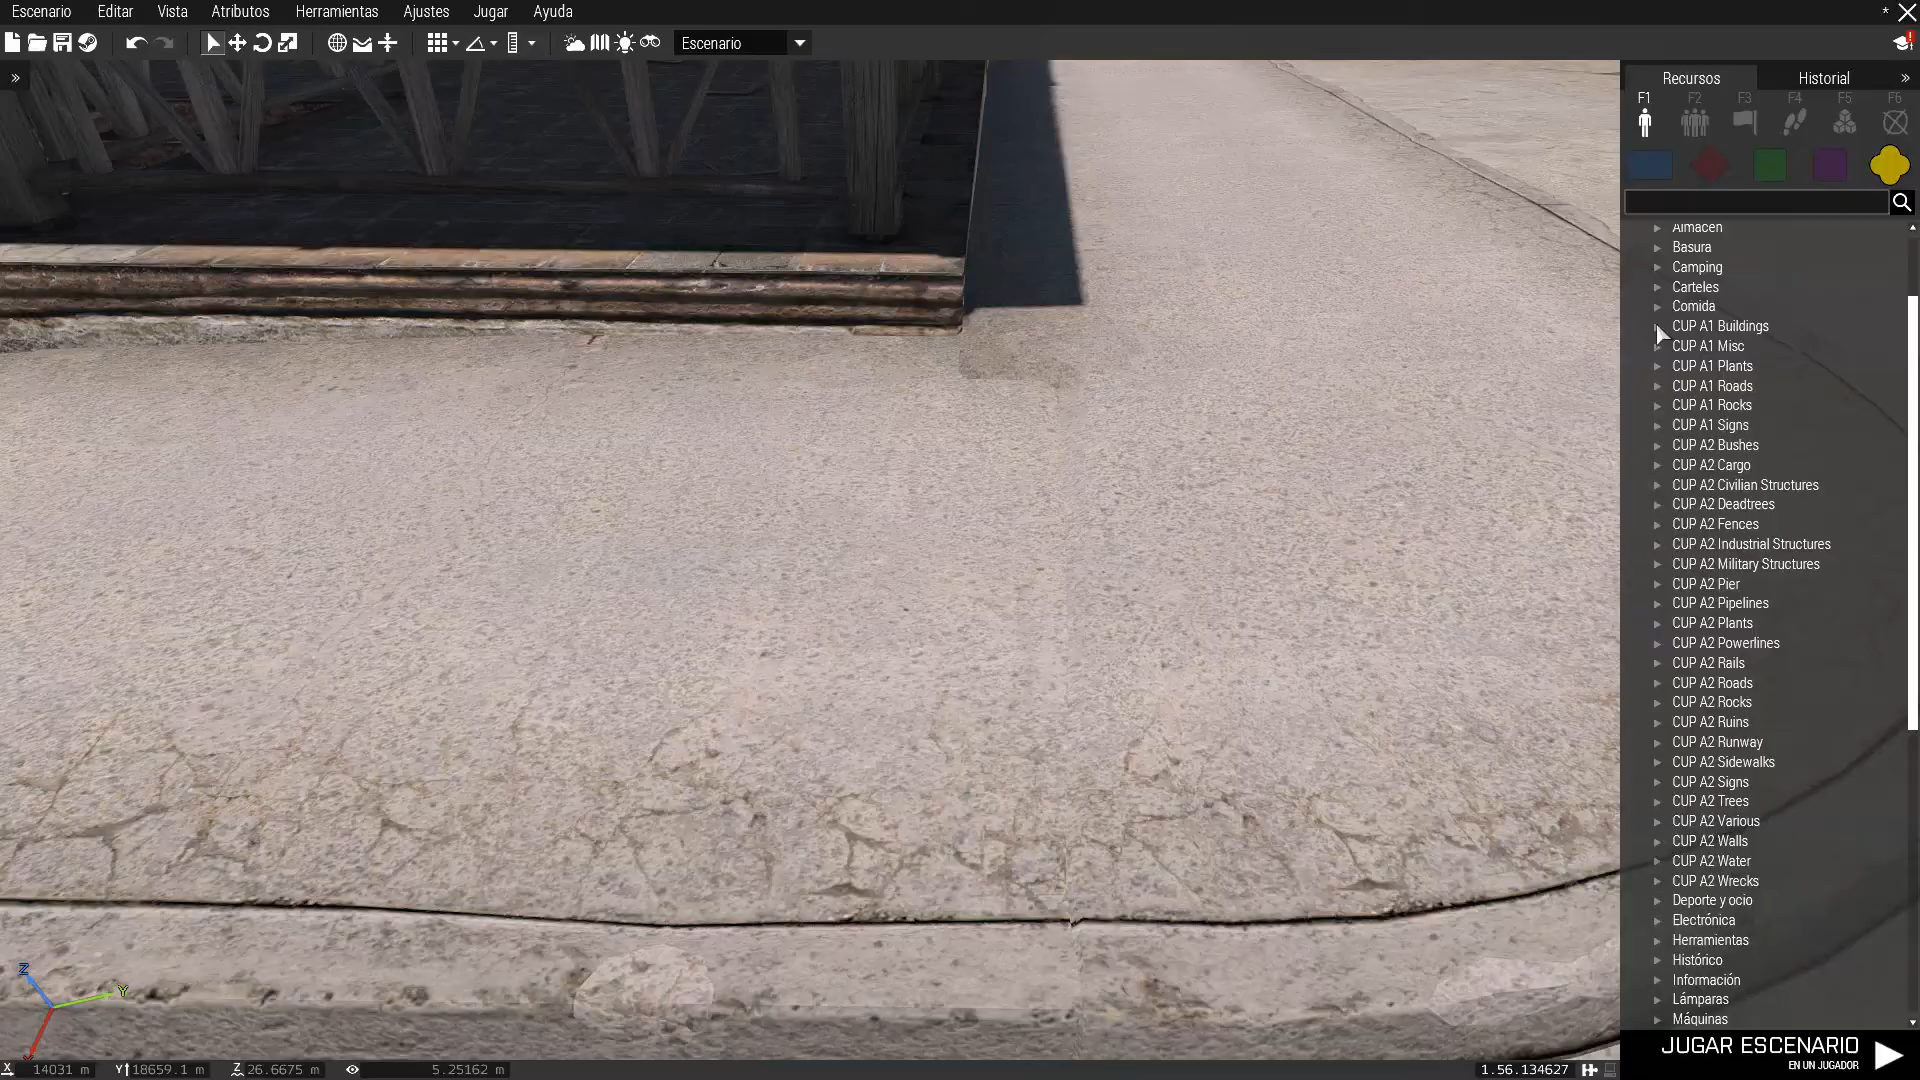 Escenario Editar Vista Atributos Herramientas Ajustes Jugar Ayuda *
Escenario
Recursos Historial
F1 F2 F3 F4 F5 F6
Almacén
Basura
Camping
Carteles
Comida
CUP A1 Buildings
CUP A1 Misc
CUP A1 Plants
CUP A1 Roads
CUP A1 Rocks
CUP A1 Signs
CUP A2 Bushes
CUP A2 Cargo
CUP A2 Civilian Structures
CUP A2 Deadtrees
CUP A2 Fences
CUP A2 Industrial Structures
CUP A2 Military Structures
CUP A2 Pier
CUP A2 Pipelines
CUP A2 Plants
CUP A2 Powerlines
CUP A2 Rails
CUP A2 Roads
CUP A2 Rocks
CUP A2 Ruins
CUP A2 Runway
CUP A2 Sidewalks
CUP A2 Signs
CUP A2 Trees
CUP A2 Various
CUP A2 Walls
CUP A2 Water
CUP A2 Wrecks
Deporte y ocio
Electrónica
Herramientas
Histórico
Información
Lámparas
Máquinas
Z Y
JUGAR ESCENARIO
EN UN JUGADOR
X 14031 m Y 18659.1 m Z 26.6675 m 5.25162 m 1.56.134627